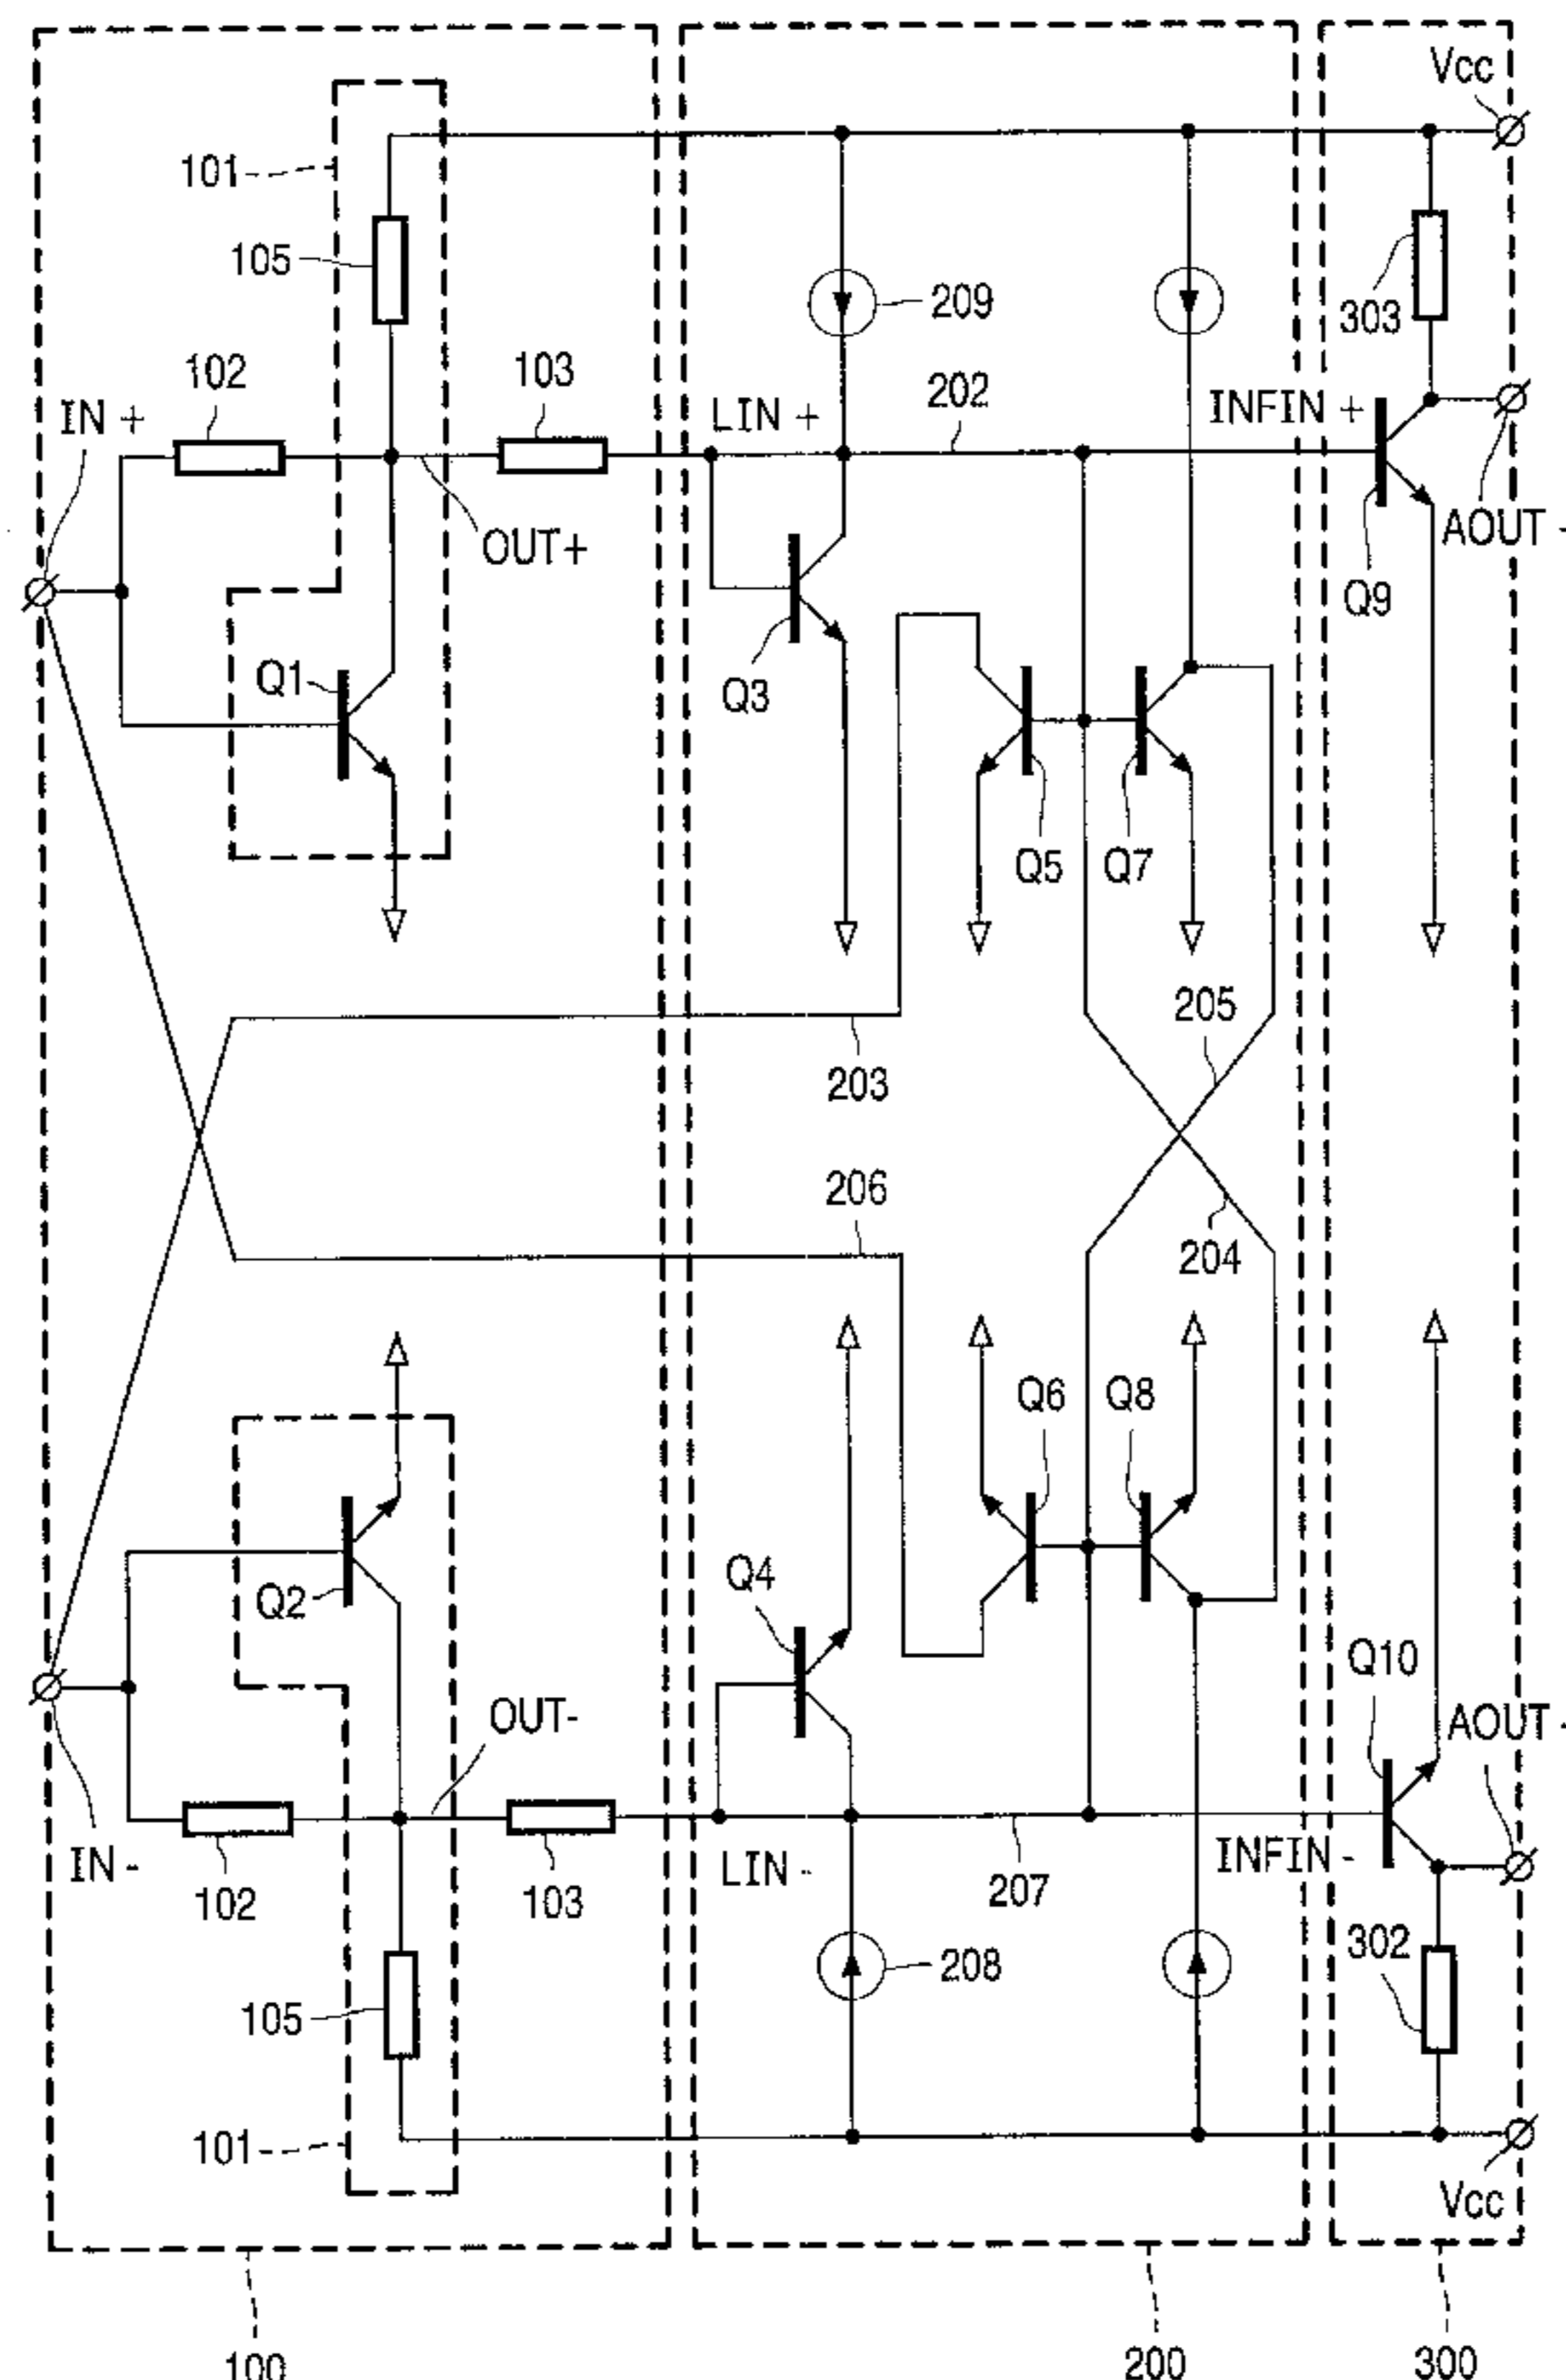 Vcc
101
105
209
303
102
103
IN +
LIN +
202
INFIN +
OUT+
AOUT -
Q9
Q1
Q3
Q5
Q7
205
203
206
204
Q6
Q8
Q4
Q2
Q10
OUT-
AOUT -
IN -
LIN -
INFIN -
102
103
207
302
208
105
101
Vcc
100
200
300